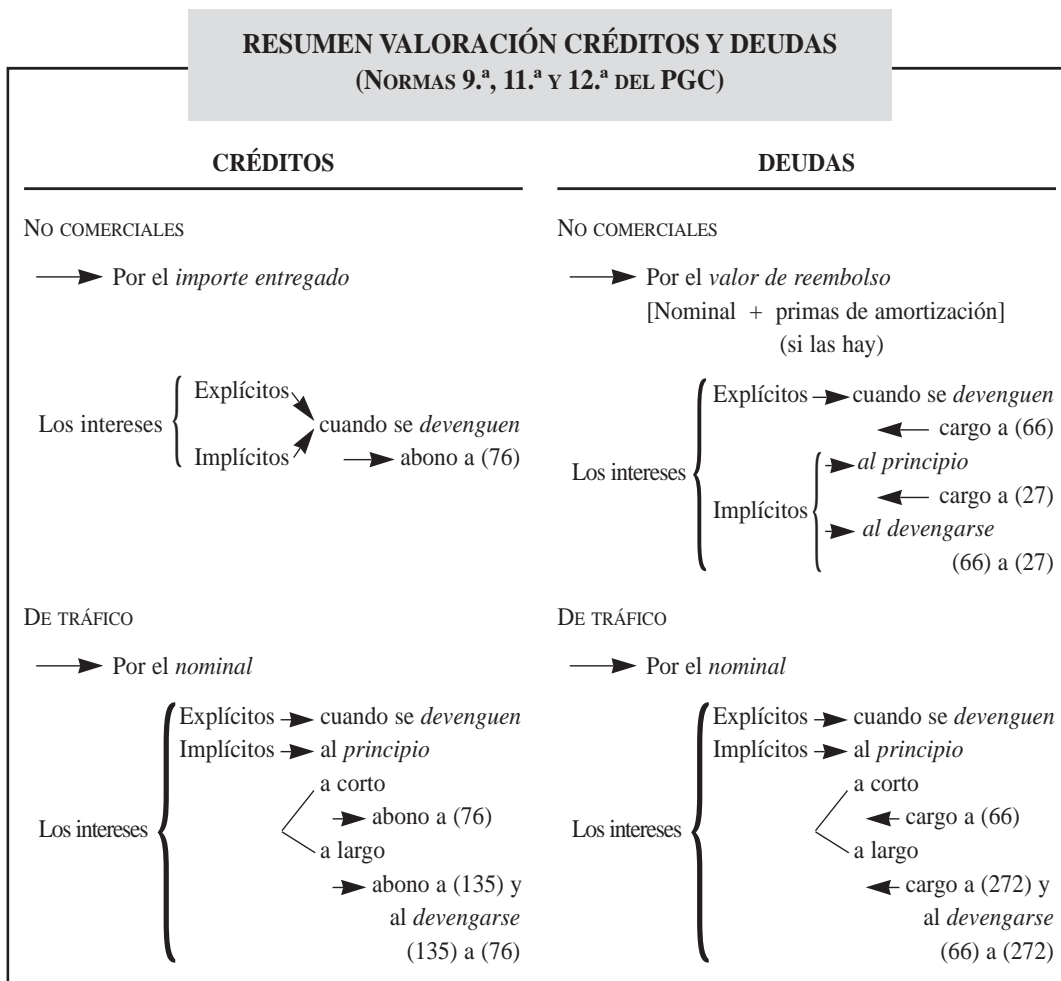 RESUMEN VALORACIÓN CRÉDITOS Y DEUDAS
(NORMAS 9.ª, 11.ª Y 12.ª DEL PGC)
CRÉDITOS
NO COMERCIALES
Por el importe entregado
Los intereses
Explícitos
Implícitos
cuando se devenguen
abono a (76)
DE TRÁFICO
Por el nominal
Los intereses
Explícitos cuando se devenguen
Implícitos al principio
a corto
abono a (76)
a largo
abono a (135) y
al devengarse
(135) a (76)
DEUDAS
NO COMERCIALES
Por el valor de reembolso
[Nominal + primas de amortización]
(si las hay)
Los intereses
Explícitos cuando se devenguen
cargo a (66)
Implícitos
al principio
cargo a (27)
al devengarse
(66) a (27)
DE TRÁFICO
Por el nominal
Los intereses
Explícitos cuando se devenguen
Implícitos al principio
a corto
cargo a (66)
a largo
cargo a (272) y
al devengarse
(66) a (272)